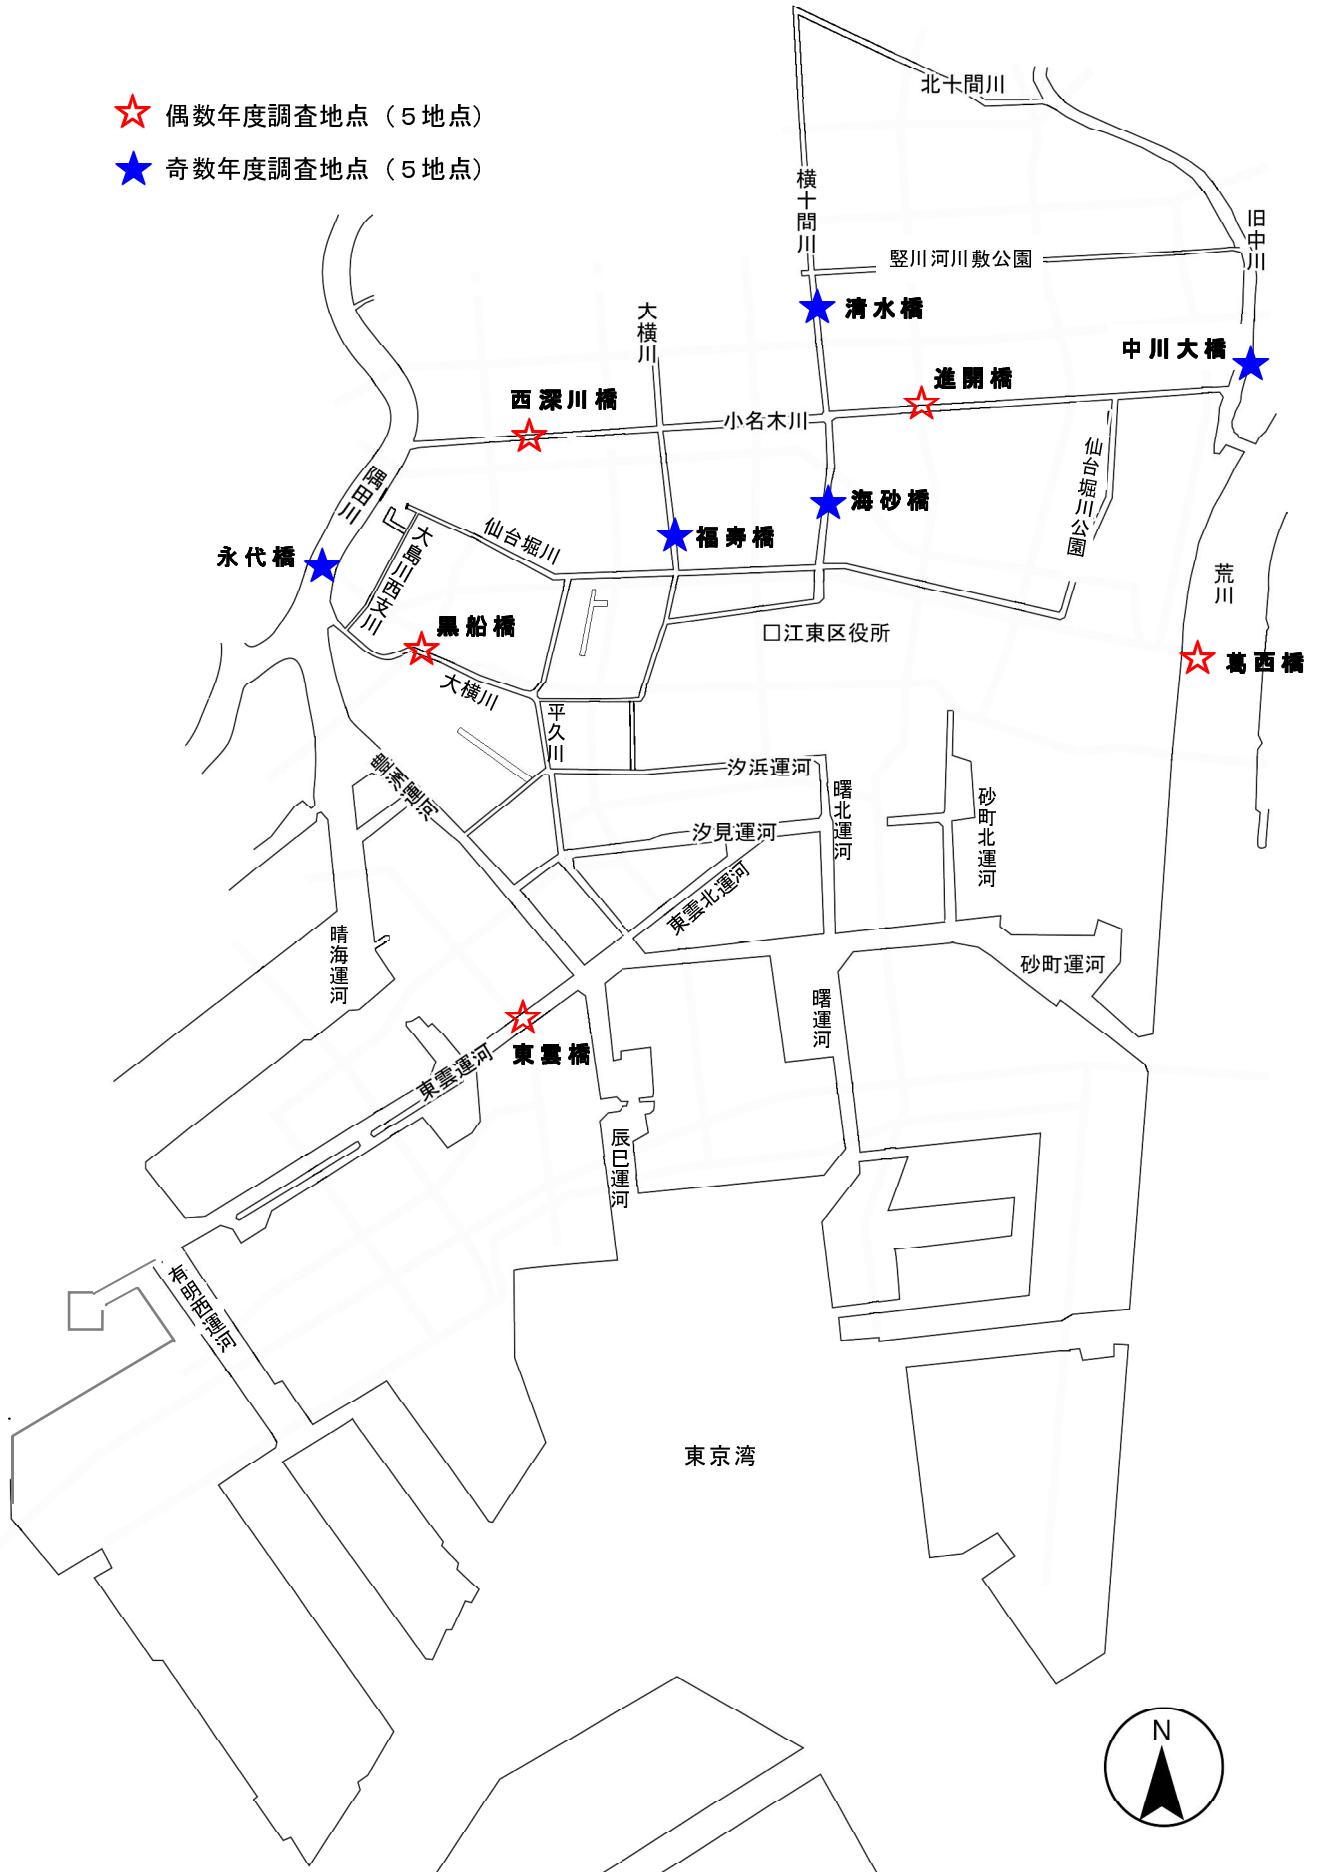 偶数年度調査地点（５地点）
奇数年度調査地点（５地点）
北十間川
横十間川
旧中川
竪川河川敷公園
大横川
清水橋
中川大橋
進開橋
西深川橋
小名木川
仙台堀川公園
隅田川
海砂橋
仙台堀川
福寿橋
大島川西支川
永代橋
荒川
黒船橋
□江東区役所
葛西橋
大横川
平久川
豊洲運河
汐浜運河
曙北運河
砂町北運河
汐見運河
東雲北運河
晴海運河
砂町運河
曙運河
東雲橋
東雲運河
辰巳運河
有明西運河
東京湾
N